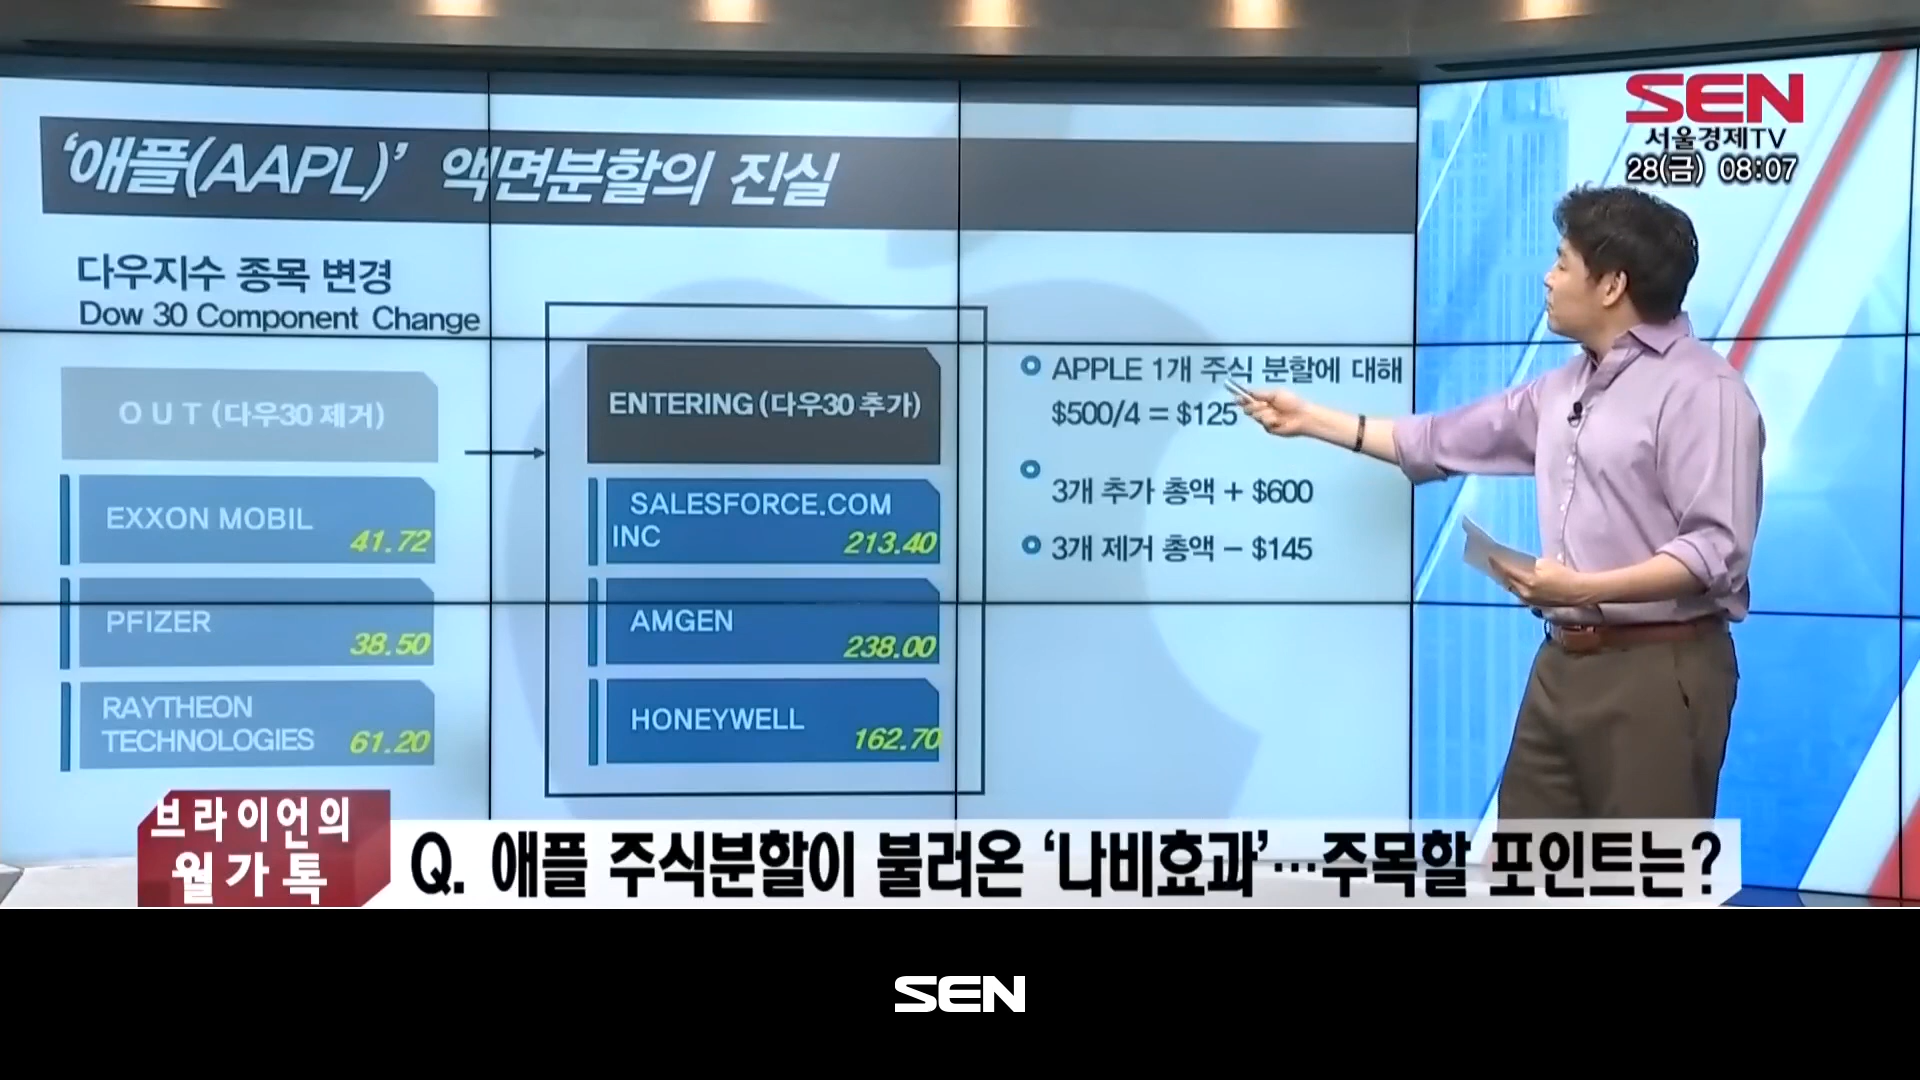 SEN
서울경제TV
28(금) 08:07
‘애플(AAPL)’ 액면분할의 진실
다우지수 종목 변경
Dow 30 Component Change
OUT (다우30 제거)
EXXON MOBIL
41.72
PFIZER
38.50
RAYTHEON
TECHNOLOGIES 61.20
ENTERING (다우30 추가)
SALESFORCE.COM
INC 213.40
AMGEN
238.00
HONEYWELL
162.70
APPLE 1개 주식 분할에 대해
$500/4 = $125
3개 추가 총액 + $600
3개 제거 총액 – $145
브라이언의
월가톡
Q. 애플 주식분할이 불러온 ‘나비효과’…주목할 포인트는?
SEN